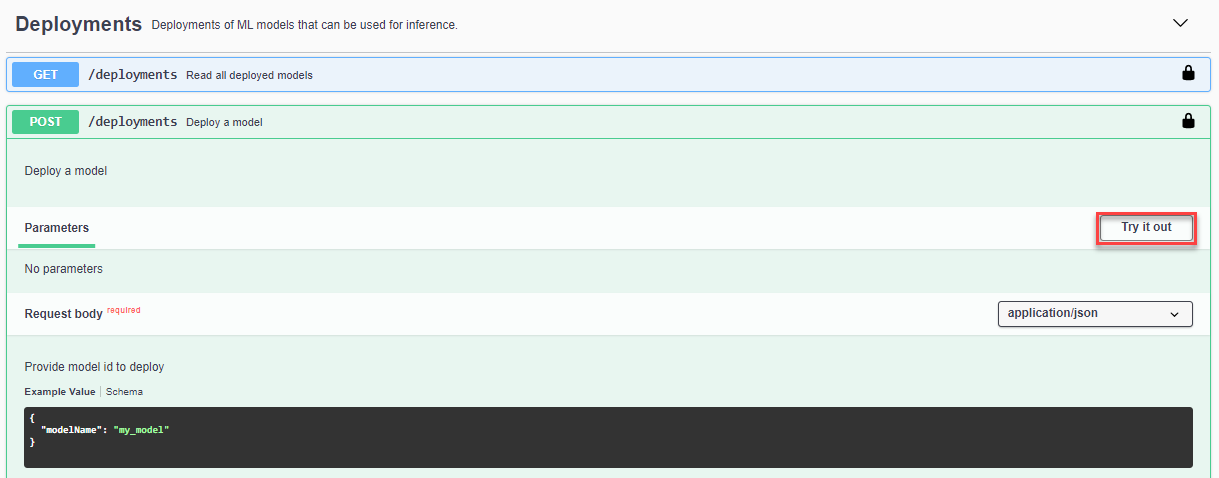 Deployments Deployments of ML models that can be used for inference.
GET /deployments Read all deployed models
POST /deployments Deploy a model
Deploy a model
Parameters Try it out
No parameters
Request body required application/json
Provide model id to deploy
Example Value Schema
{
"modelName": "my_model"
}